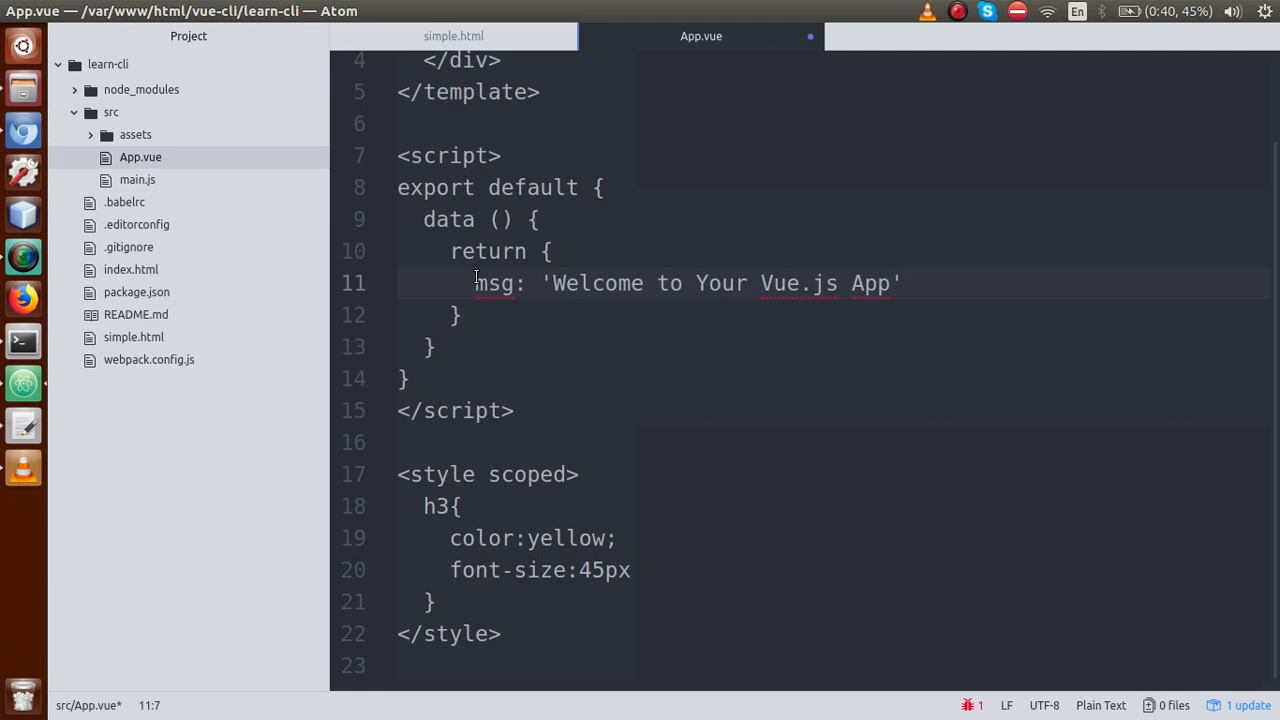 App.vue — /var/www/html/vue-cli/learn-cli — Atom
En
(0:40, 45%)
Project
simple.html
App.vue
learn-cli
node_modules
src
assets
App.vue
main.js
.babelrc
.editorconfig
.gitignore
index.html
package.json
README.md
simple.html
webpack.config.js
4 </div>
5 </template>
6
7 <script>
8 export default {
9 data () {
10 return {
11 msg: 'Welcome to Your Vue.js App'
12 }
13 }
14 }
15 </script>
16
17 <style scoped>
18 h3{
19 color:yellow;
20 font-size:45px
21 }
22 </style>
23
src/App.vue* 11:7
1 LF UTF-8 Plain Text 0 files 1 update